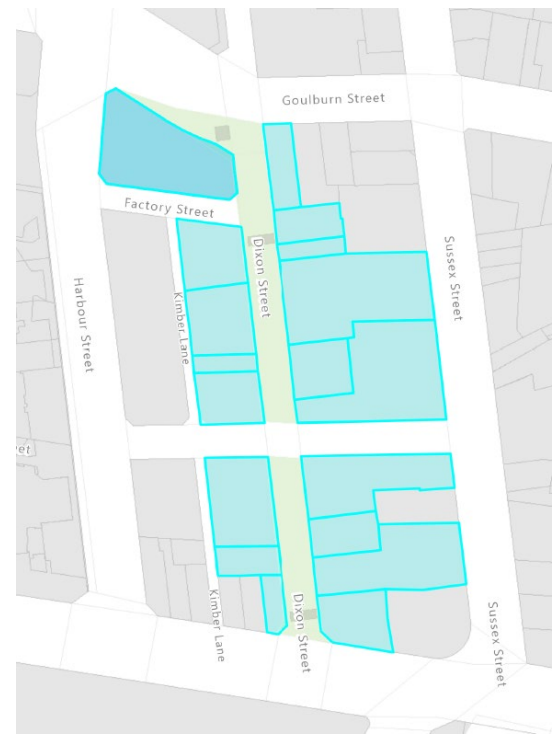 Goulburn Street
Factory Street
Dixon Street
Sussex Street
Harbour Street
Kimber Lane
Dixon Street
Kimber Lane
Sussex Street